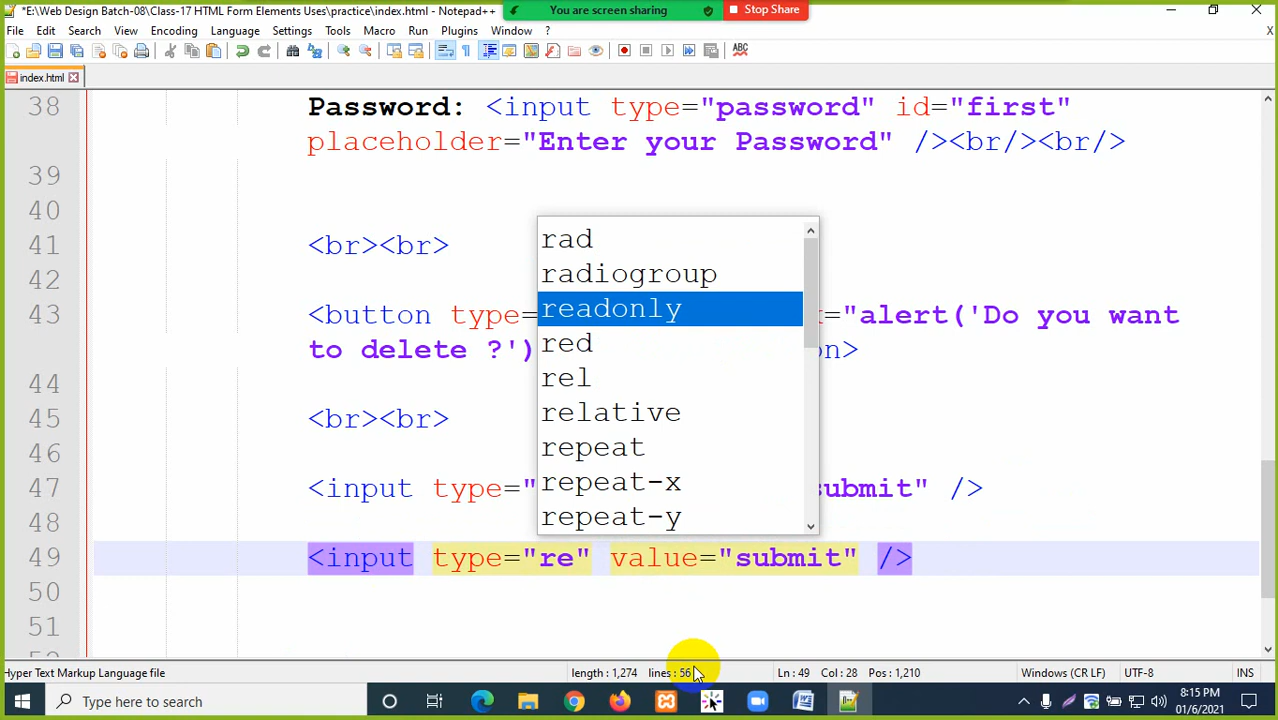 *E:\Web Design Batch-08\Class-17 HTML Form Elements Uses\practice\index.html - Notepad++
You are screen sharing
Stop Share
File Edit Search View Encoding Language Settings Tools Macro Run Plugins Window ?
X
index.html
38 Password: <input type="password" id="first"
placeholder="Enter your Password" /><br/><br/>
39
40
41 <br><br>
42
43 <button type= ="alert('Do you want
to delete ?') on>
44
45 <br><br>
46
47 <input type=" submit" />
48
49 <input type="re" value="submit" />
50
51
rad
radiogroup
readonly
red
rel
relative
repeat
repeat-x
repeat-y
Hyper Text Markup Language file length : 1,274 lines : 56 Ln : 49 Col : 28 Pos : 1,210 Windows (CR LF) UTF-8 INS
Type here to search
8:15 PM
01/6/2021